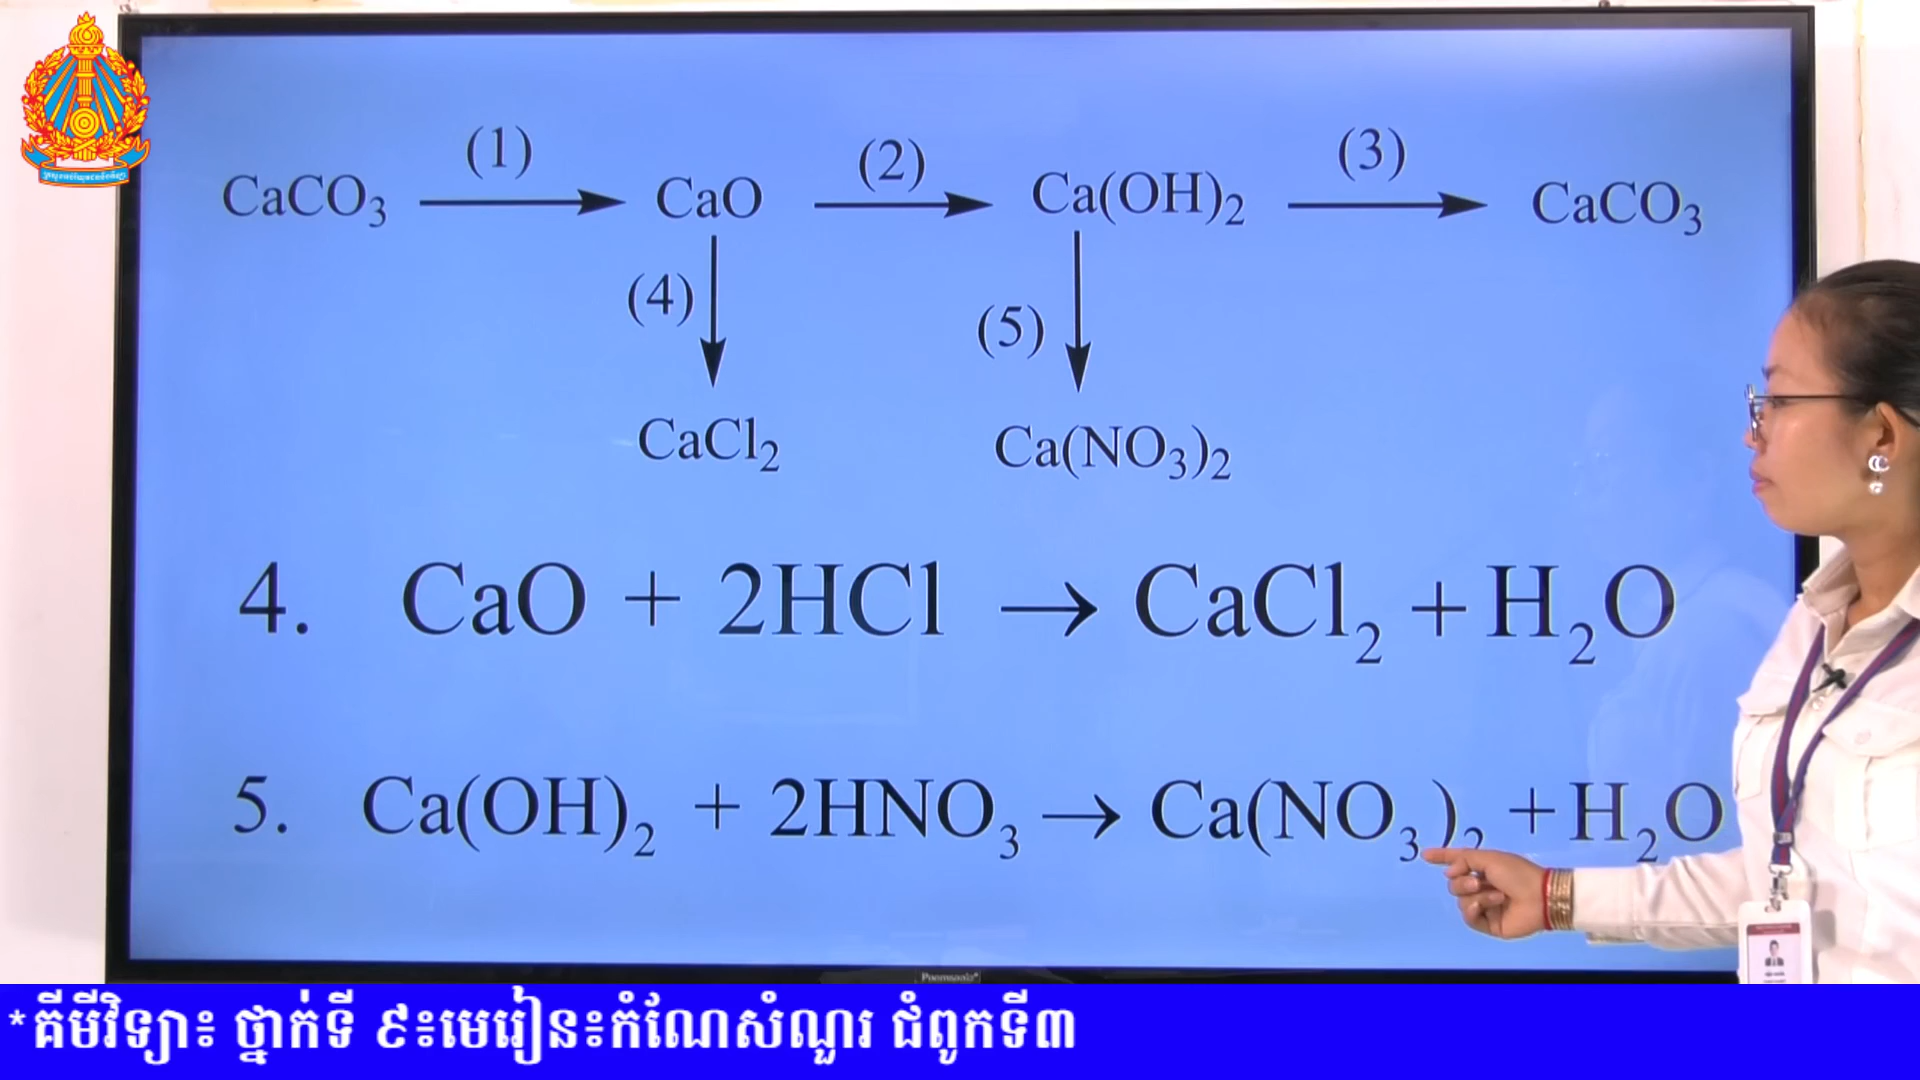 (1) (2) (3)
CaCO₃ → CaO → Ca(OH)₂ → CaCO₃
(4) (5)
CaCl₂ Ca(NO₃)₂
4. CaO + 2HCl → CaCl₂ + H₂O
5. Ca(OH)₂ + 2HNO₃ → Ca(NO₃)₂ + H₂O
*គីមីវិទ្យា៖ ថ្នាក់ទី ៩៖មេរៀន៖កំណែសំណួរ ជំពូកទី៣